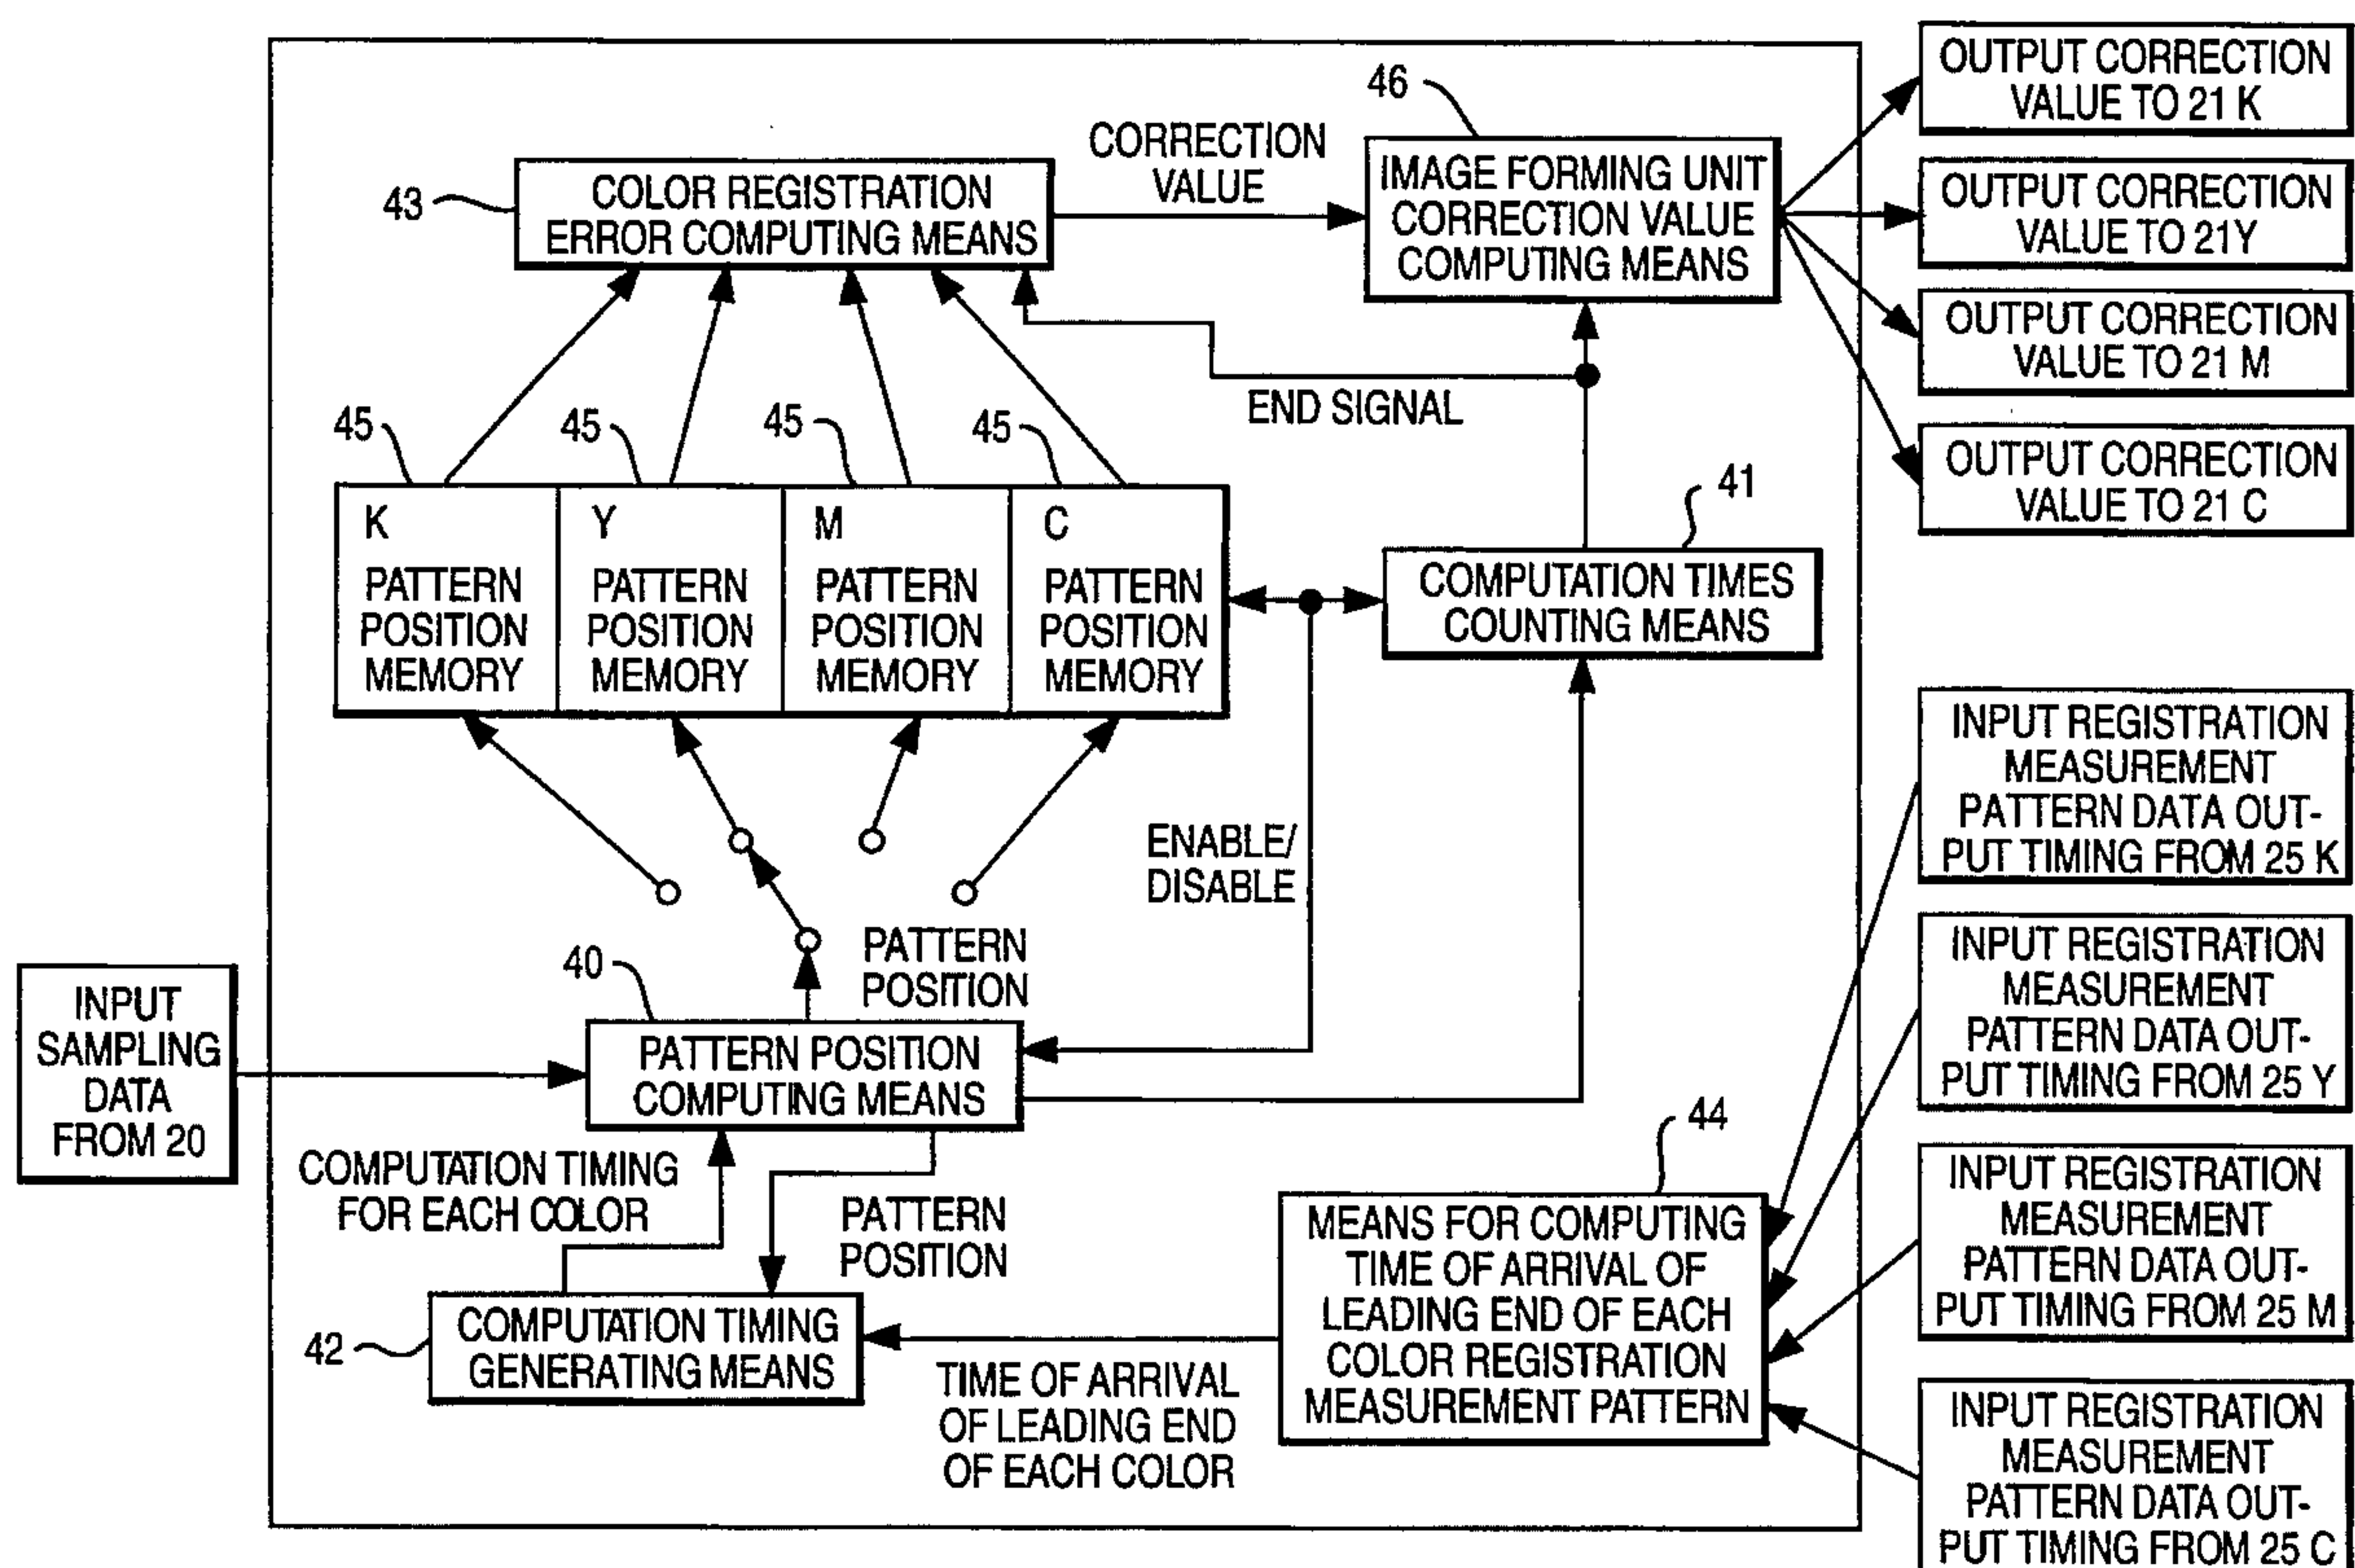 OUTPUT CORRECTION
VALUE TO 21 K
46
CORRECTION
VALUE
IMAGE FORMING UNIT
CORRECTION VALUE
COMPUTING MEANS
43
COLOR REGISTRATION
ERROR COMPUTING MEANS
OUTPUT CORRECTION
VALUE TO 21Y
OUTPUT CORRECTION
VALUE TO 21 M
END SIGNAL
OUTPUT CORRECTION
VALUE TO 21 C
45
45
45
45
K
PATTERN
POSITION
MEMORY
Y
PATTERN
POSITION
MEMORY
M
PATTERN
POSITION
MEMORY
C
PATTERN
POSITION
MEMORY
41
COMPUTATION TIMES
COUNTING MEANS
INPUT REGISTRATION
MEASUREMENT
PATTERN DATA OUT-
PUT TIMING FROM 25 K
ENABLE/
DISABLE
PATTERN
POSITION
40
INPUT
SAMPLING
DATA
FROM 20
PATTERN POSITION
COMPUTING MEANS
INPUT REGISTRATION
MEASUREMENT
PATTERN DATA OUT-
PUT TIMING FROM 25 Y
COMPUTATION TIMING
FOR EACH COLOR
PATTERN
POSITION
44
MEANS FOR COMPUTING
TIME OF ARRIVAL OF
LEADING END OF EACH
COLOR REGISTRATION
MEASUREMENT PATTERN
INPUT REGISTRATION
MEASUREMENT
PATTERN DATA OUT-
PUT TIMING FROM 25 M
42
COMPUTATION TIMING
GENERATING MEANS
TIME OF ARRIVAL
OF LEADING END
OF EACH COLOR
INPUT REGISTRATION
MEASUREMENT
PATTERN DATA OUT-
PUT TIMING FROM 25 C